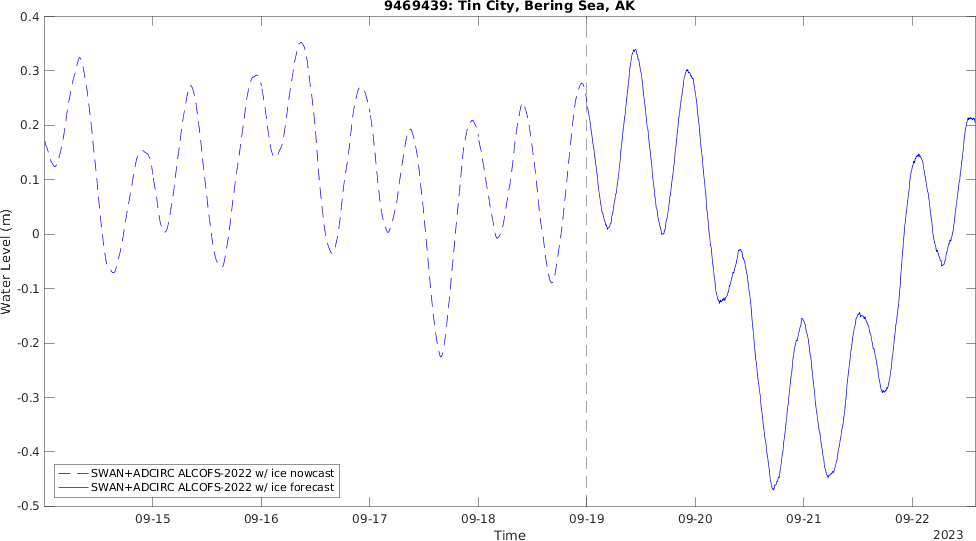 9469439: Tin City, Bering Sea, AK
0.4
0.3
0.2
0.1
0
-0.1
-0.2
-0.3
-0.4
-0.5
Water Level (m)
SWAN+ADCIRC ALCOFS-2022 w/ ice nowcast
SWAN+ADCIRC ALCOFS-2022 w/ ice forecast
09-15 09-16 09-17 09-18 09-19 09-20 09-21 09-22
Time
2023